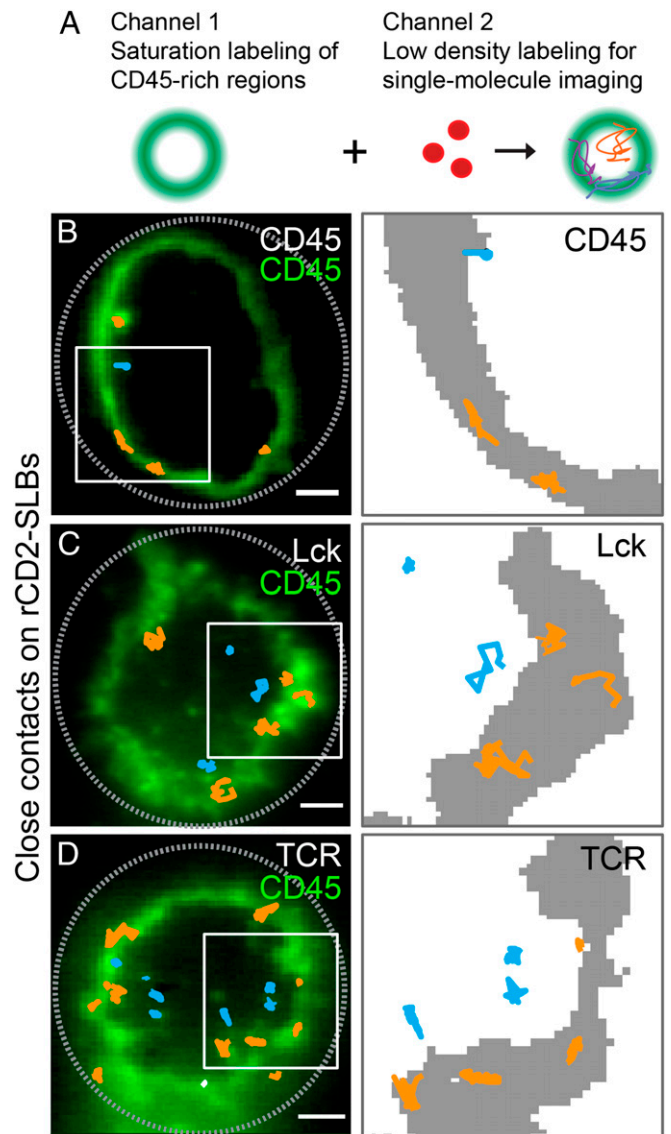 A
Channel 1
Saturation labeling of
CD45-rich regions
Channel 2
Low density labeling for
single-molecule imaging
+
Close contacts on rCD2-SLBs
B
CD45
CD45
CD45
C
Lck
CD45
Lck
D
TCR
CD45
TCR